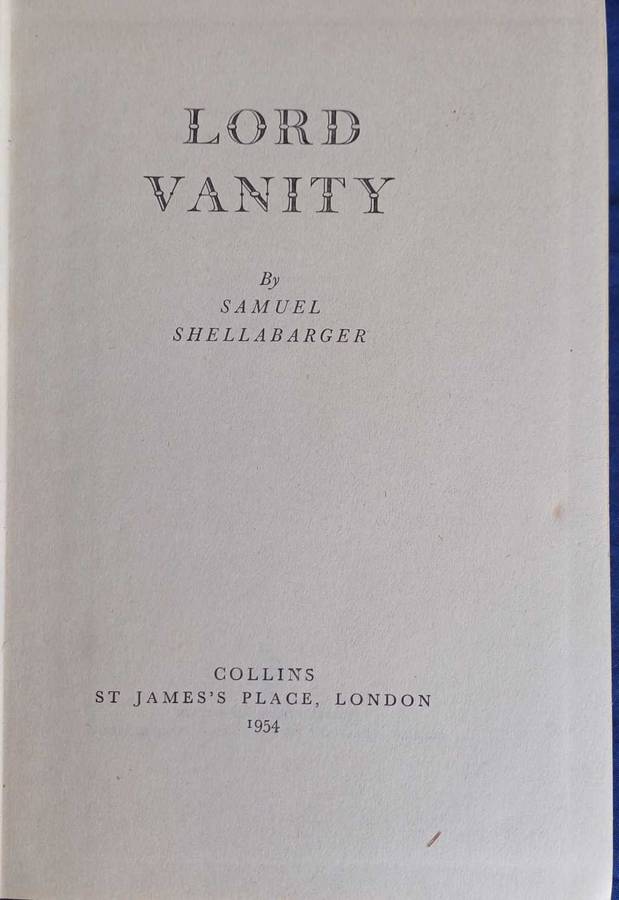 LORD
VANITY
By
SAMUEL
SHELLABARGER
COLLINS
ST JAMES'S PLACE, LONDON
1954